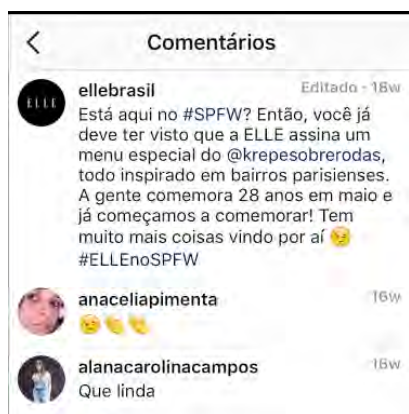 Comentários
ELLE
ellebrasil Editado · 18w
Está aqui no #SPFW? Então, você já
deve ter visto que a ELLE assina um
menu especial do @krepesobrerodas,
todo inspirado em bairros parisienses.
A gente comemora 28 anos em maio e
já começamos a comemorar! Tem
muito mais coisas vindo por aí 😉
#ELLEnoSPFW
anaceliapimenta 16w
😉👏👏
alanacarolinacampos 18w
Que linda